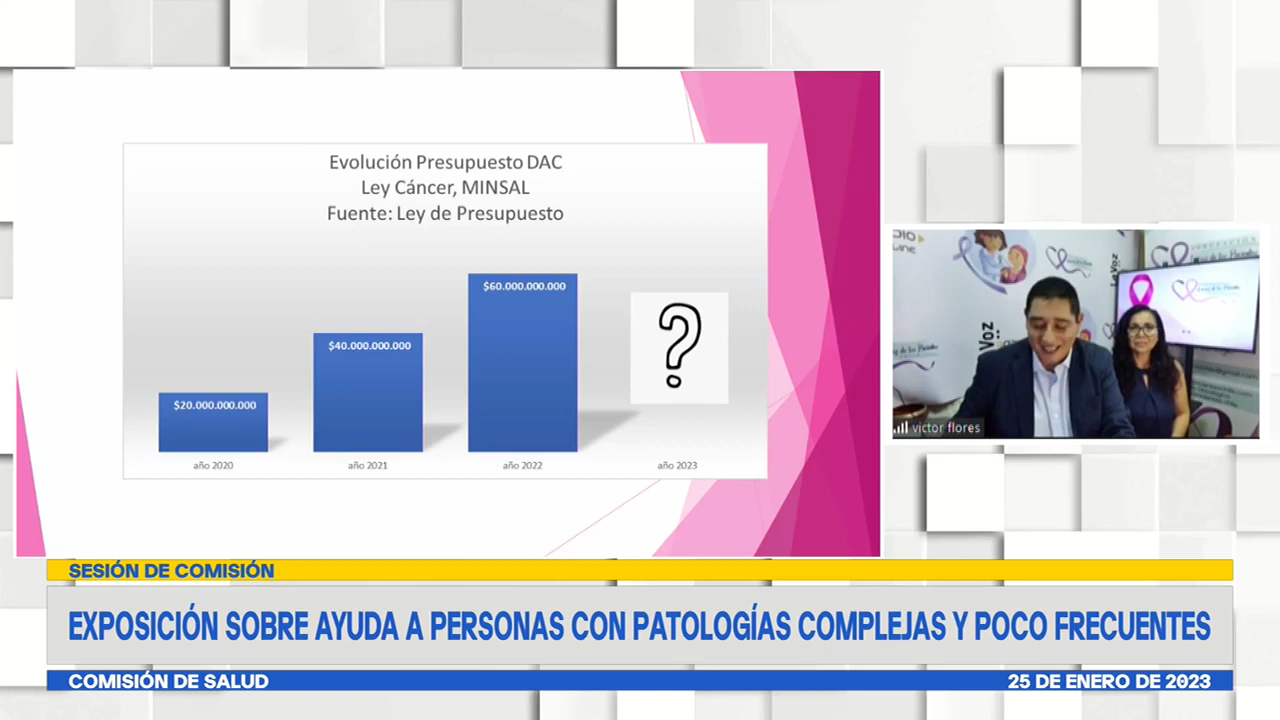 Evolución Presupuesto DAC
Ley Cáncer, MINSAL
Fuente: Ley de Presupuesto
$20.000.000.000
$40.000.000.000
$60.000.000.000
?
año 2020
año 2021
año 2022
año 2023
La Voz
victor flores
SESIÓN DE COMISIÓN
EXPOSICIÓN SOBRE AYUDA A PERSONAS CON PATOLOGÍAS COMPLEJAS Y POCO FRECUENTES
COMISIÓN DE SALUD
25 DE ENERO DE 2023